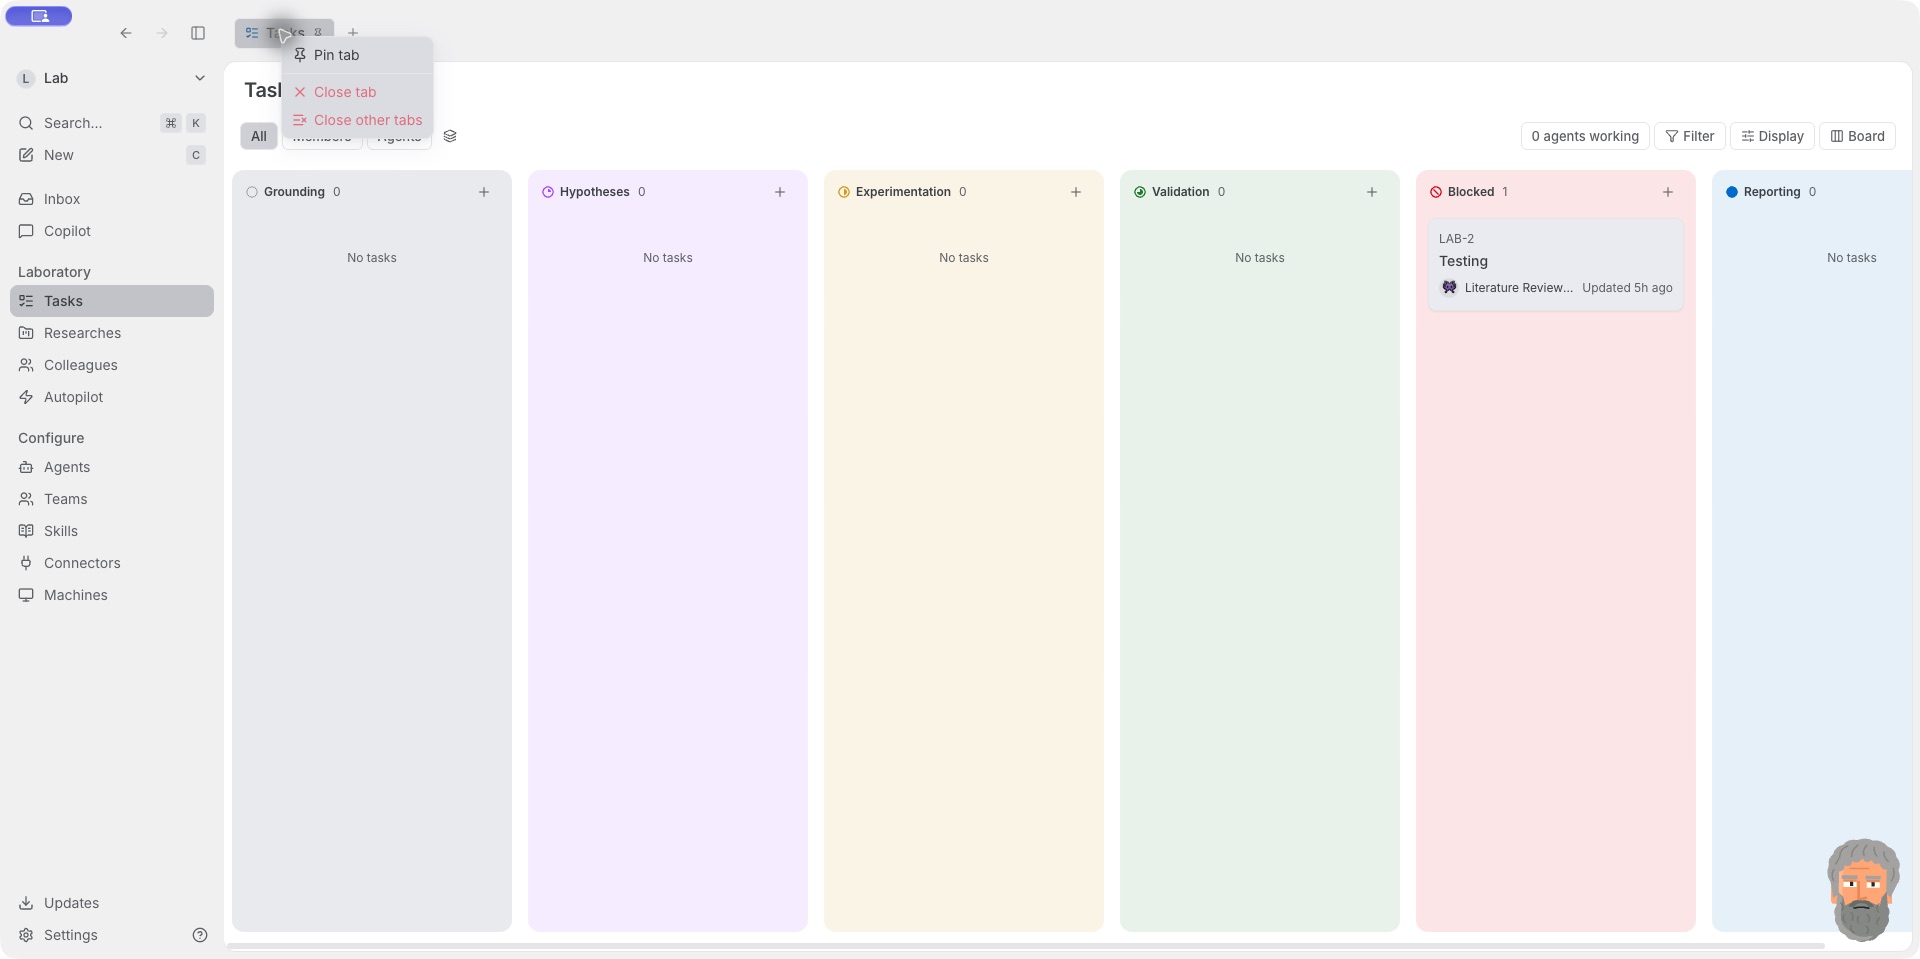 Tasks
Pin tab
Close tab
Close other tabs
L Lab
Search... ⌘ K
New C
Inbox
Copilot
Laboratory
Tasks
Researches
Colleagues
Autopilot
Configure
Agents
Teams
Skills
Connectors
Machines
Updates
Settings
All
0 agents working
Filter
Display
Board
Grounding 0
No tasks
Hypotheses 0
No tasks
Experimentation 0
No tasks
Validation 0
No tasks
Blocked 1
LAB-2
Testing
Literature Review... Updated 5h ago
Reporting 0
No tasks